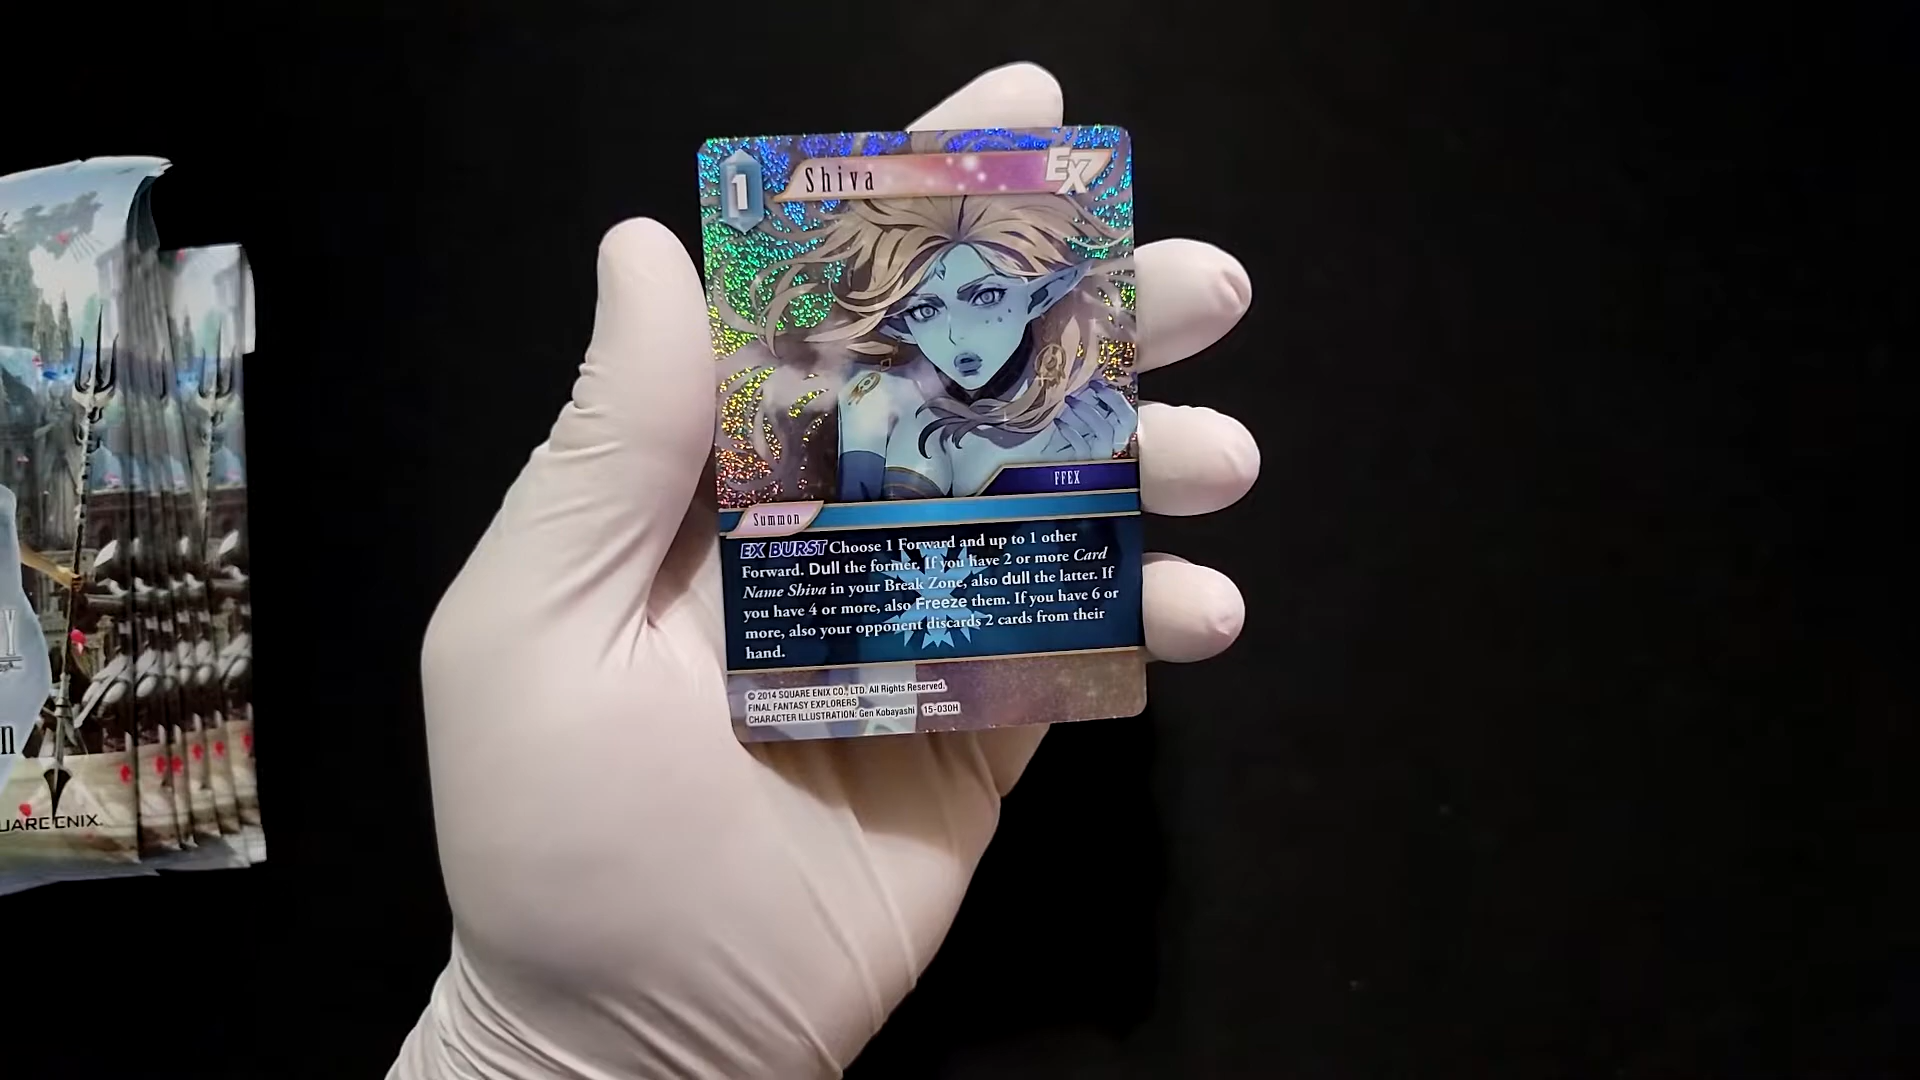 1
Shiva
EX
FFEX
Summon
EX BURST Choose 1 Forward and up to 1 other
Forward. Dull the former. If you have 2 or more Card
Name Shiva in your Break Zone, also dull the latter. If
you have 4 or more, also Freeze them. If you have 6 or
more, also your opponent discards 2 cards from their
hand.
© 2014 SQUARE ENIX CO., LTD. All Rights Reserved.
FINAL FANTASY EXPLORERS
CHARACTER ILLUSTRATION: Gen Kobayashi 15-030H
UARE ENIX.